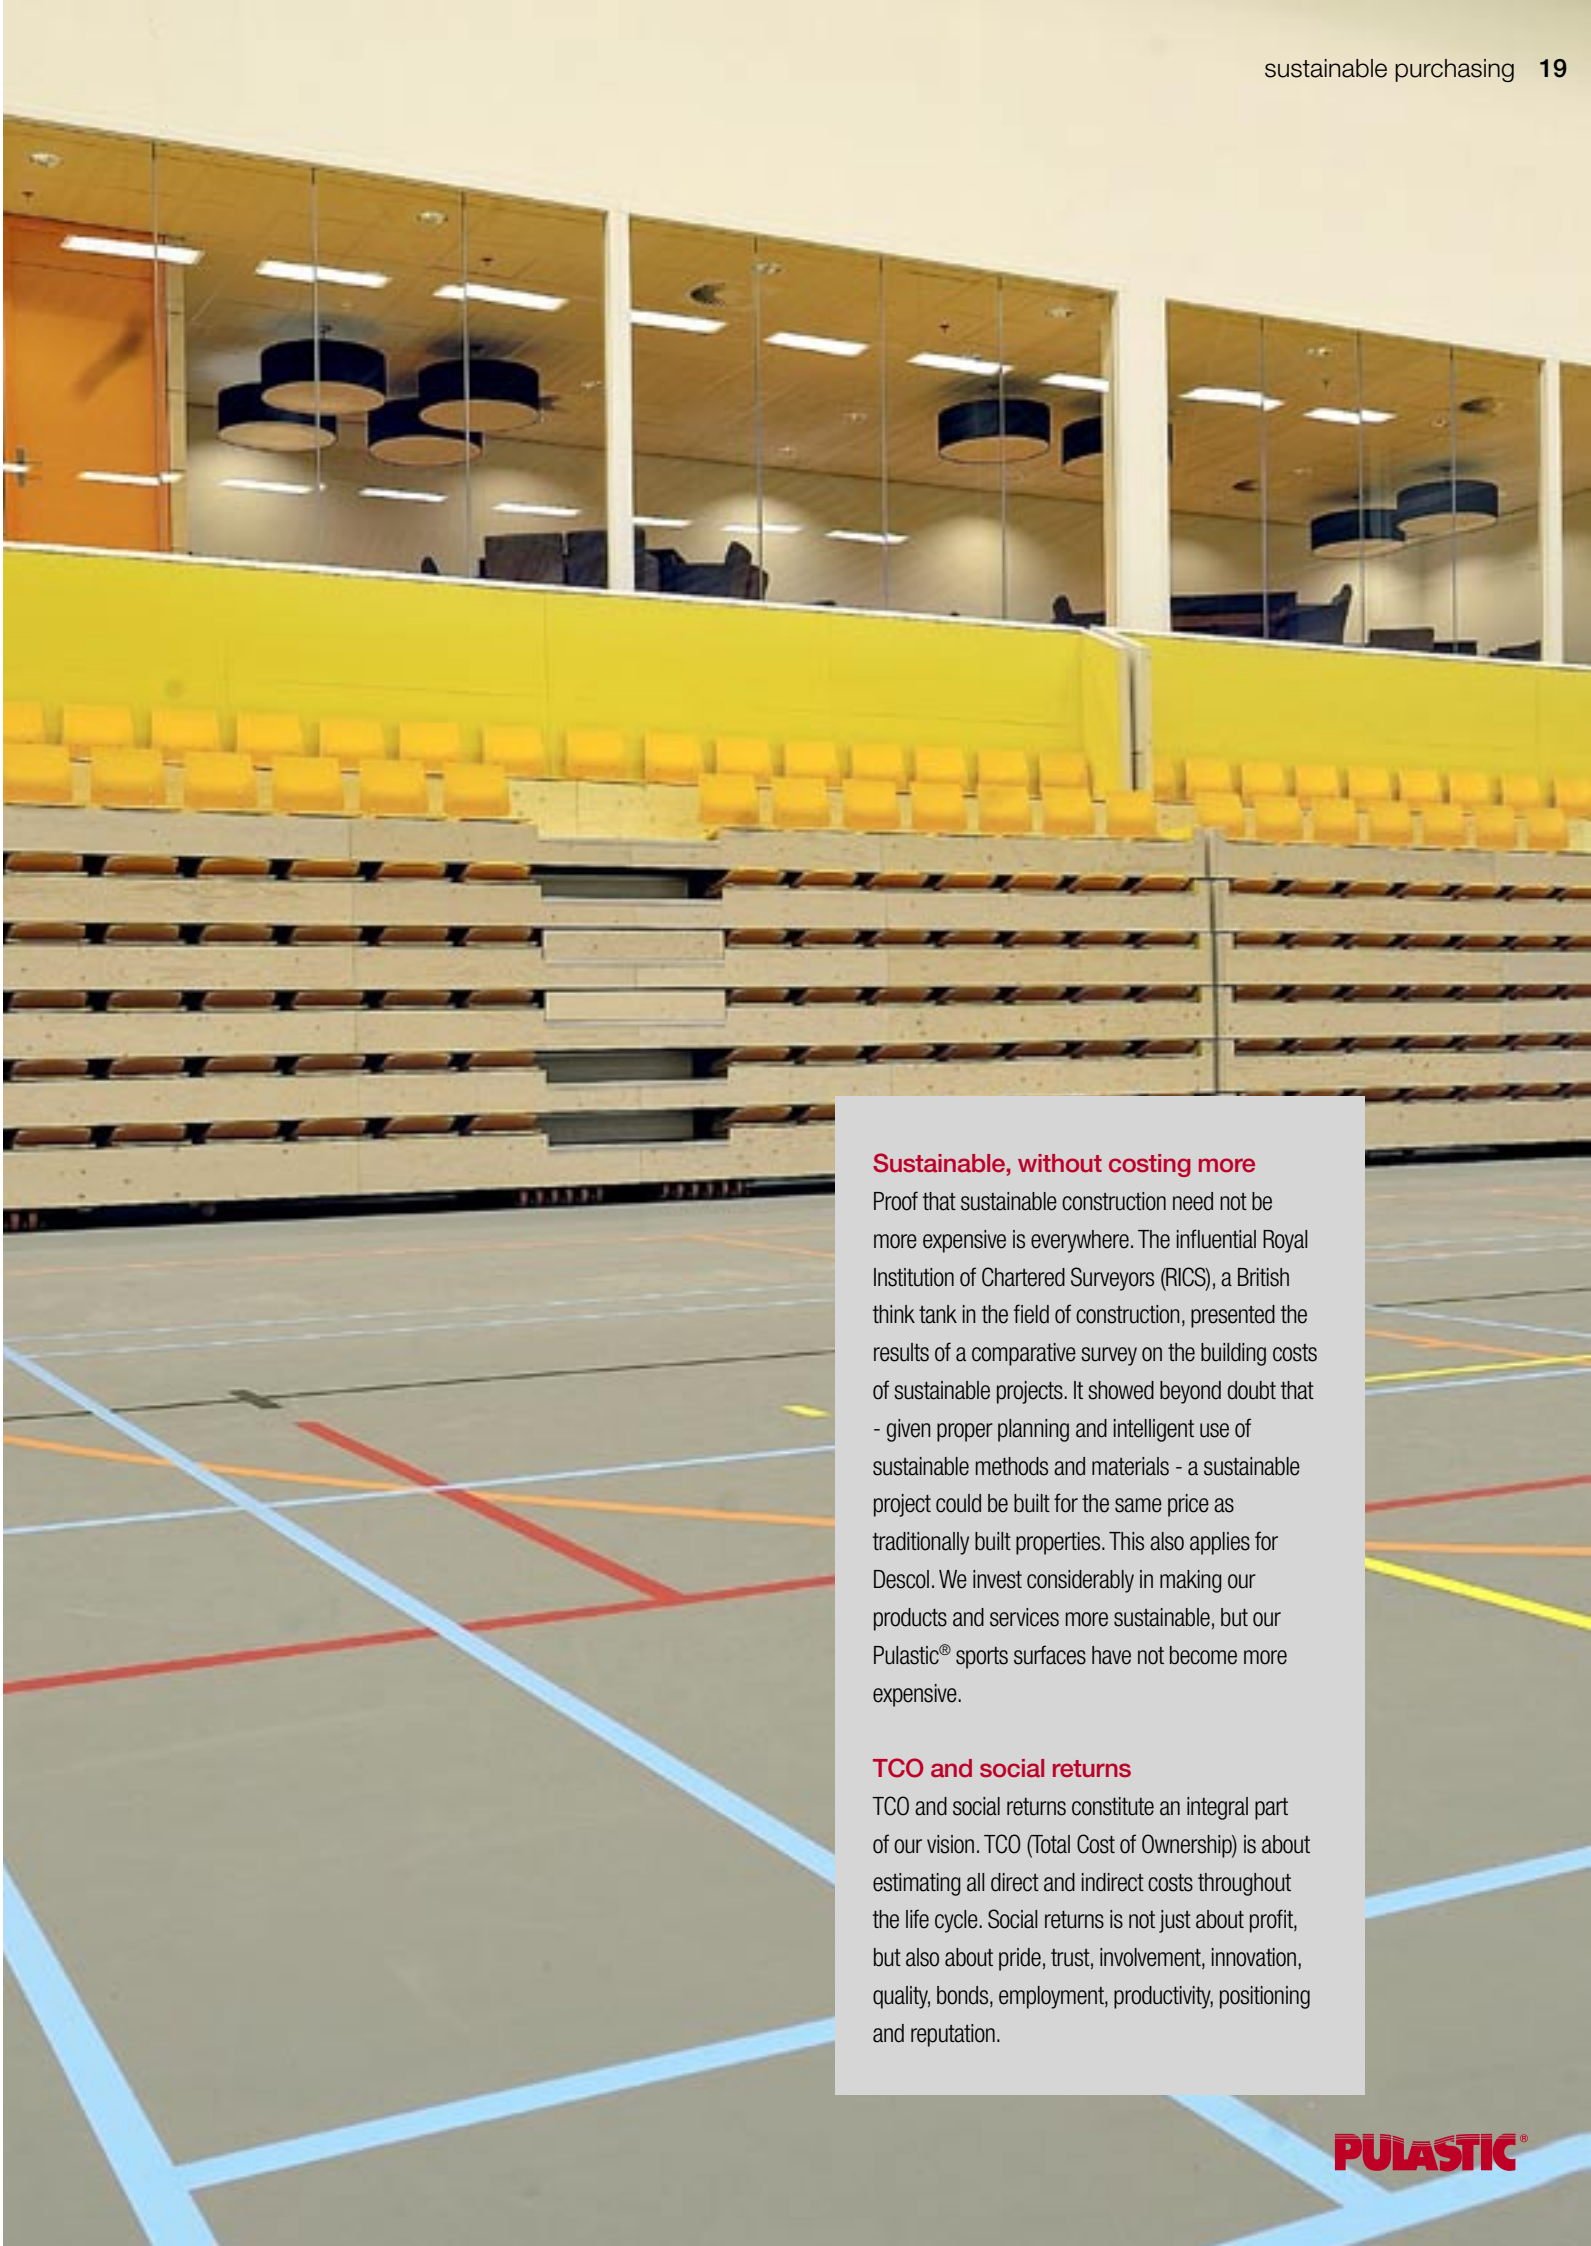 sustainable purchasing 19
Sustainable, without costing more
Proof that sustainable construction need not be
more expensive is everywhere. The influential Royal
Institution of Chartered Surveyors (RICS), a British
think tank in the field of construction, presented the
results of a comparative survey on the building costs
of sustainable projects. It showed beyond doubt that
- given proper planning and intelligent use of
sustainable methods and materials - a sustainable
project could be built for the same price as
traditionally built properties. This also applies for
Descol. We invest considerably in making our
products and services more sustainable, but our
Pulastic® sports surfaces have not become more
expensive.
TCO and social returns
TCO and social returns constitute an integral part
of our vision. TCO (Total Cost of Ownership) is about
estimating all direct and indirect costs throughout
the life cycle. Social returns is not just about profit,
but also about pride, trust, involvement, innovation,
quality, bonds, employment, productivity, positioning
and reputation.
PULASTIC®